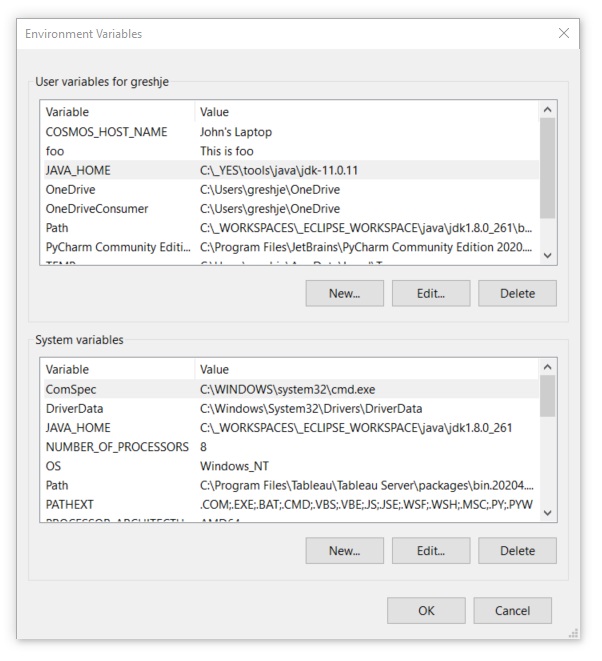 Environment Variables
User variables for greshje
Variable Value
COSMOS_HOST_NAME John's Laptop
foo This is foo
JAVA_HOME C:\_YES\tools\java\jdk-11.0.11
OneDrive C:\Users\greshje\OneDrive
OneDriveConsumer C:\Users\greshje\OneDrive
Path C:\_WORKSPACES\_ECLIPSE_WORKSPACE\java\jdk1.8.0_261\b...
PyCharm Community Editi... C:\Program Files\JetBrains\PyCharm Community Edition 2020....
New... Edit... Delete
System variables
Variable Value
ComSpec C:\WINDOWS\system32\cmd.exe
DriverData C:\Windows\System32\Drivers\DriverData
JAVA_HOME C:\_WORKSPACES\_ECLIPSE_WORKSPACE\java\jdk1.8.0_261
NUMBER_OF_PROCESSORS 8
OS Windows_NT
Path C:\Program Files\Tableau\Tableau Server\packages\bin.20204....
PATHEXT .COM;.EXE;.BAT;.CMD;.VBS;.VBE;.JS;.JSE;.WSF;.WSH;.MSC;.PY;.PYW
New... Edit... Delete
OK Cancel